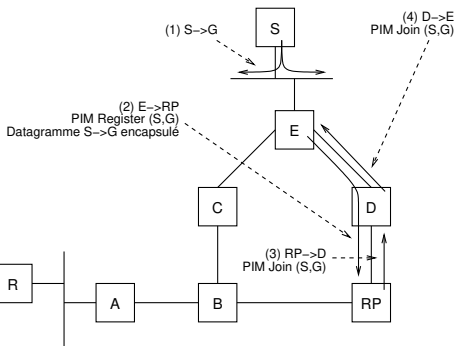 (1) S->G
S
(4) D->E
PIM Join (S,G)
(2) E->RP
PIM Register (S,G)
Datagramme S->G encapsulé
E
C
D
(3) RP->D
PIM Join (S,G)
R
A
B
RP